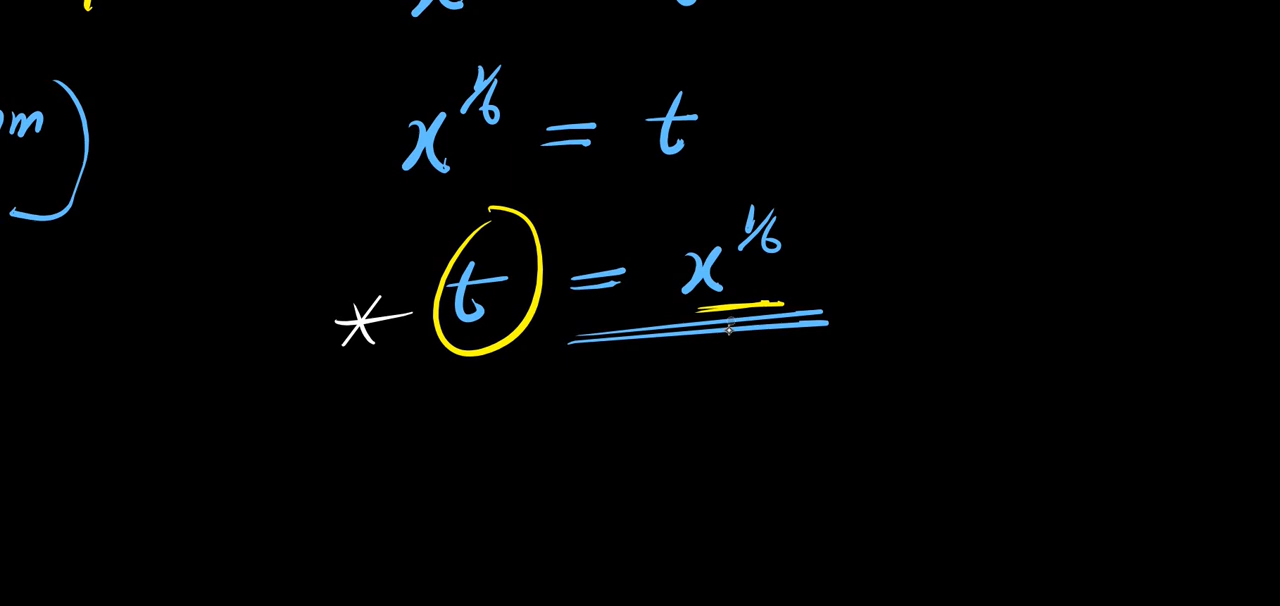 x^{1/6} = t
m)
* t = x^{1/6}